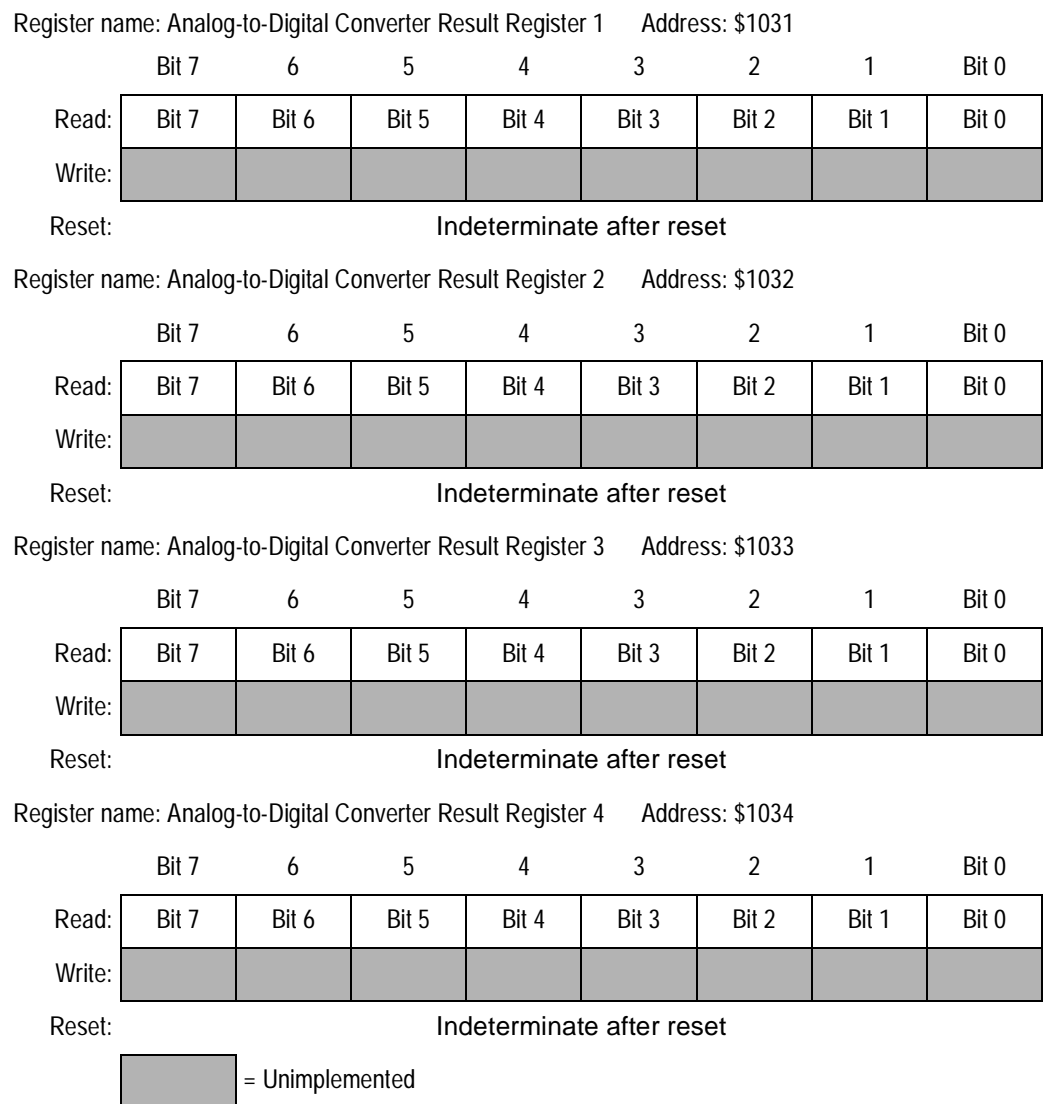 Register name: Analog-to-Digital Converter Result Register 1 Address: $1031
Bit 7 6 5 4 3 2 1 Bit 0
Read: Bit 7 Bit 6 Bit 5 Bit 4 Bit 3 Bit 2 Bit 1 Bit 0
Write:
Reset: Indeterminate after reset
Register name: Analog-to-Digital Converter Result Register 2 Address: $1032
Bit 7 6 5 4 3 2 1 Bit 0
Read: Bit 7 Bit 6 Bit 5 Bit 4 Bit 3 Bit 2 Bit 1 Bit 0
Write:
Reset: Indeterminate after reset
Register name: Analog-to-Digital Converter Result Register 3 Address: $1033
Bit 7 6 5 4 3 2 1 Bit 0
Read: Bit 7 Bit 6 Bit 5 Bit 4 Bit 3 Bit 2 Bit 1 Bit 0
Write:
Reset: Indeterminate after reset
Register name: Analog-to-Digital Converter Result Register 4 Address: $1034
Bit 7 6 5 4 3 2 1 Bit 0
Read: Bit 7 Bit 6 Bit 5 Bit 4 Bit 3 Bit 2 Bit 1 Bit 0
Write:
Reset: Indeterminate after reset
= Unimplemented